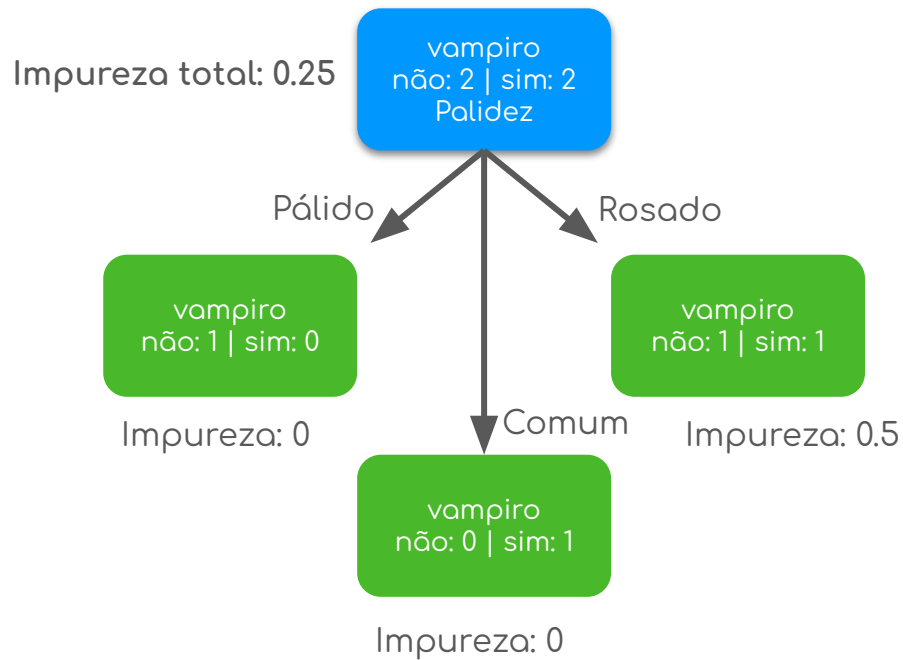 Impureza total: 0.25
vampiro
não: 2 | sim: 2
Palidez
Pálido
Rosado
vampiro
não: 1 | sim: 0
Impureza: 0
vampiro
não: 1 | sim: 1
Impureza: 0.5
Comum
vampiro
não: 0 | sim: 1
Impureza: 0